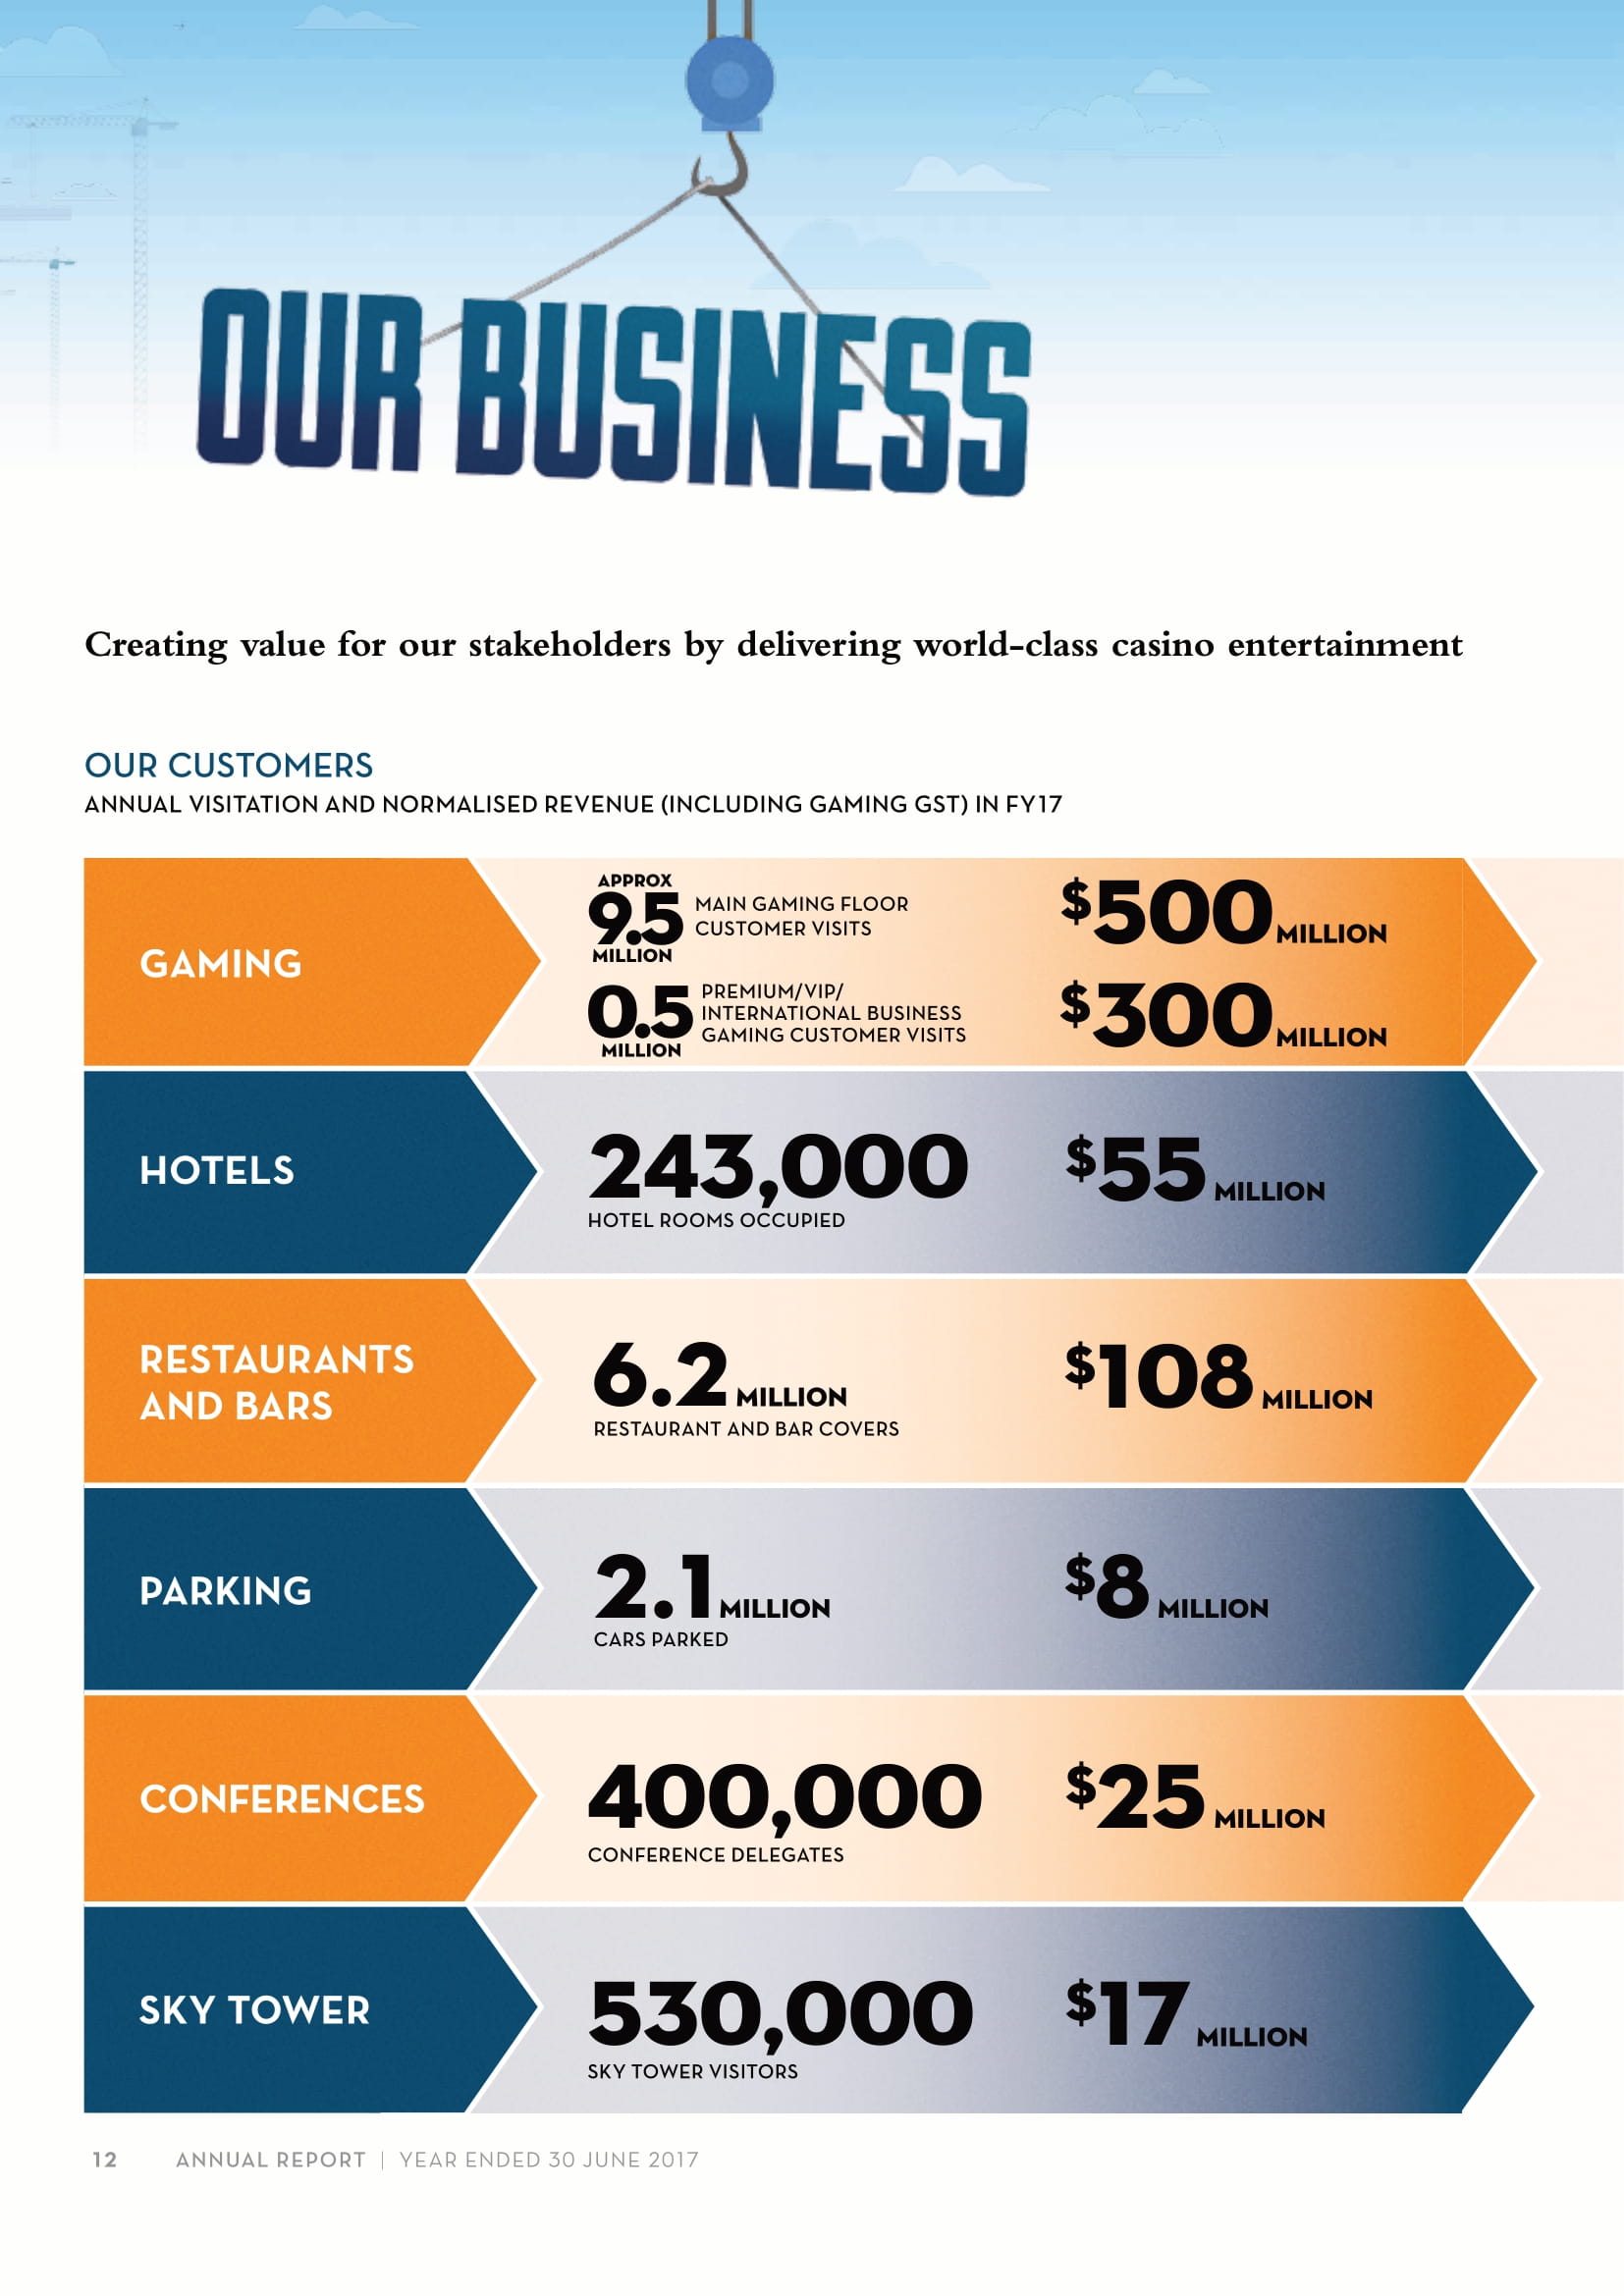 OUR BUSINESS
Creating value for our stakeholders by delivering world-class casino entertainment
OUR CUSTOMERS
ANNUAL VISITATION AND NORMALISED REVENUE (INCLUDING GAMING GST) IN FY17
GAMING
APPROX
9.5
MILLION
MAIN GAMING FLOOR
CUSTOMER VISITS
$500 MILLION
0.5
MILLION
PREMIUM/VIP/
INTERNATIONAL BUSINESS
GAMING CUSTOMER VISITS
$300 MILLION
HOTELS
243,000
HOTEL ROOMS OCCUPIED
$55 MILLION
RESTAURANTS
AND BARS
6.2 MILLION
RESTAURANT AND BAR COVERS
$108 MILLION
PARKING
2.1 MILLION
CARS PARKED
$8 MILLION
CONFERENCES
400,000
CONFERENCE DELEGATES
$25 MILLION
SKY TOWER
530,000
SKY TOWER VISITORS
$17 MILLION
12 ANNUAL REPORT | YEAR ENDED 30 JUNE 2017